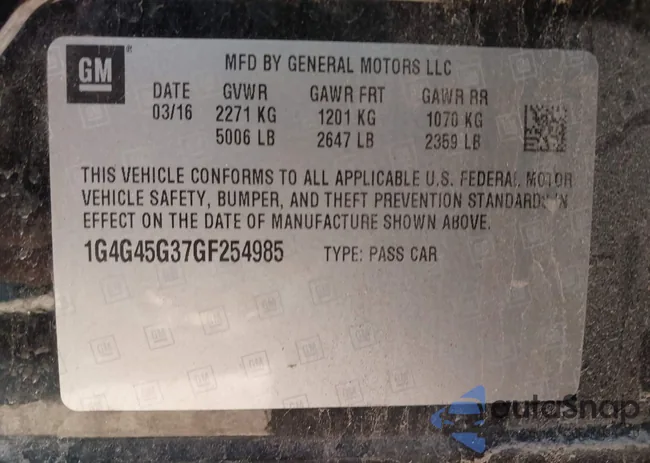 GM
MFD BY GENERAL MOTORS LLC
DATE GVWR GAWR FRT GAWR RR
03/16 2271 KG 1201 KG 1070 KG
5006 LB 2647 LB 2359 LB
THIS VEHICLE CONFORMS TO ALL APPLICABLE U.S. FEDERAL MOTOR
VEHICLE SAFETY, BUMPER, AND THEFT PREVENTION STANDARDS IN
EFFECT ON THE DATE OF MANUFACTURE SHOWN ABOVE.
1G4G45G37GF254985 TYPE: PASS CAR
autoSnap